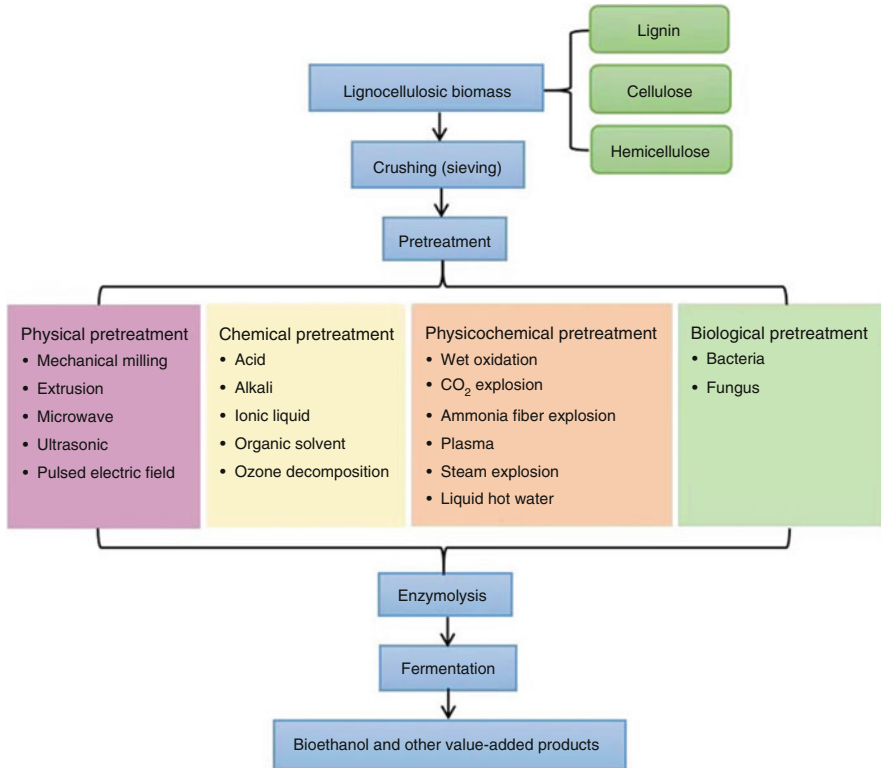 Lignin
Lignocellulosic biomass
Cellulose
Hemicellulose
Crushing (sieving)
Pretreatment
Physical pretreatment
• Mechanical milling
• Extrusion
• Microwave
• Ultrasonic
• Pulsed electric field
Chemical pretreatment
• Acid
• Alkali
• Ionic liquid
• Organic solvent
• Ozone decomposition
Physicochemical pretreatment
• Wet oxidation
• CO₂ explosion
• Ammonia fiber explosion
• Plasma
• Steam explosion
• Liquid hot water
Biological pretreatment
• Bacteria
• Fungus
Enzymolysis
Fermentation
Bioethanol and other value-added products